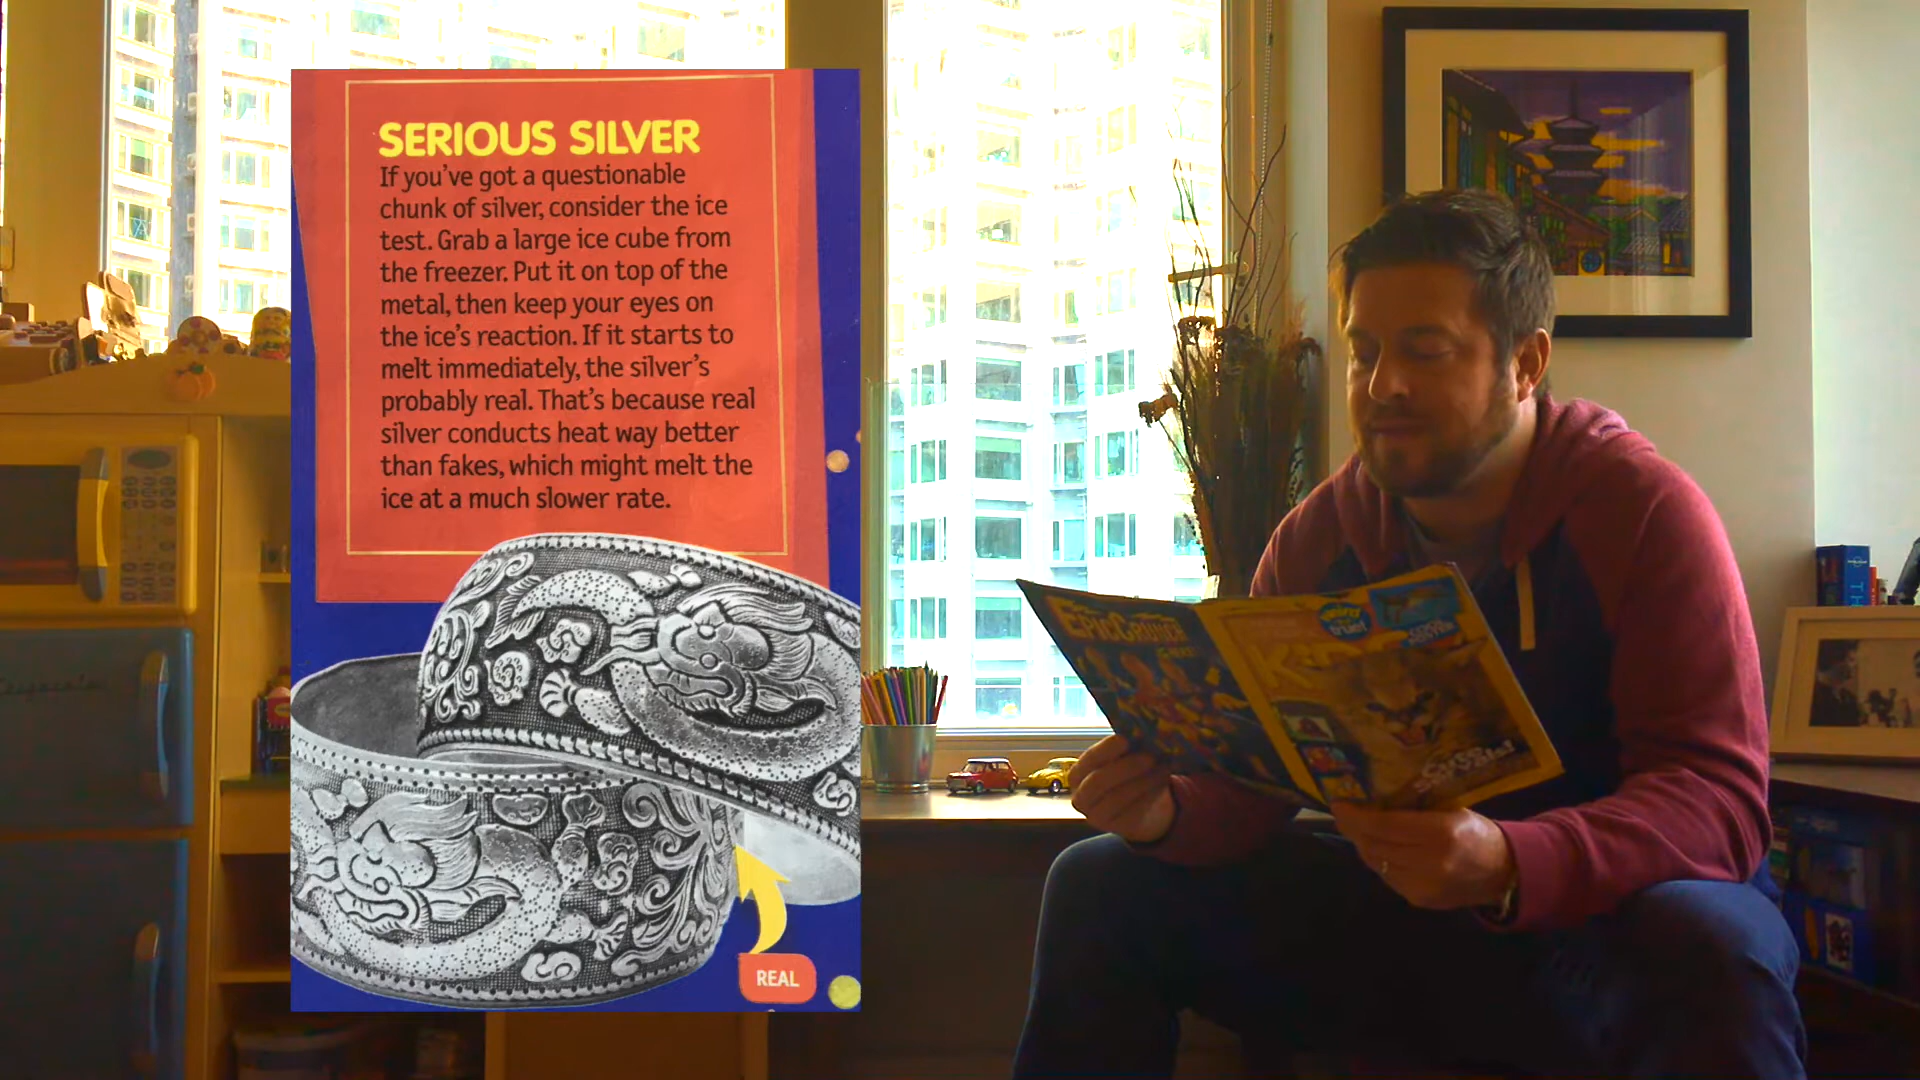 SERIOUS SILVER
If you've got a questionable
chunk of silver, consider the ice
test. Grab a large ice cube from
the freezer. Put it on top of the
metal, then keep your eyes on
the ice's reaction. If it starts to
melt immediately, the silver's
probably real. That's because real
silver conducts heat way better
than fakes, which might melt the
ice at a much slower rate.
REAL
EPIC CRUNCH
true!